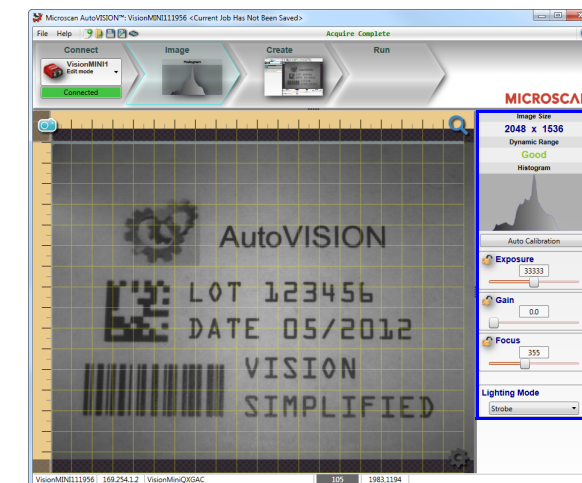 Microscan AutoVISION™: VisionMINI111956 <Current Job Has Not Been Saved>
File Help Acquire Complete
Connect Image Create Run
VisionMINI1
Edit mode
Histogram
Connected
MICROSCAN
Image Size
2048 x 1536
Dynamic Range
Good
Histogram
Auto Calibration
Exposure
33333
Gain
0.0
Focus
355
Lighting Mode
Strobe
AutoVISION
LOT 123456
DATE 05/2012
VISION
SIMPLIFIED
VisionMINI111956 169.254.1.2 VisionMiniQXGAC 105 1983,1194